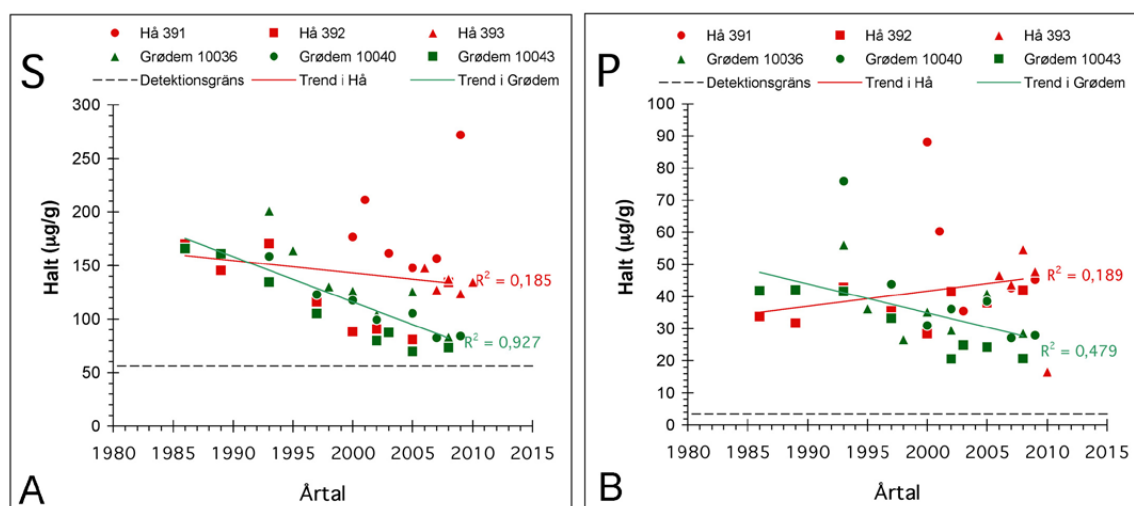 S
Hå 391 Hå 392 Hå 393
Grødem 10036 Grødem 10040 Grødem 10043
Detektionsgräns Trend i Hå Trend i Grødem
Halt (µg/g)
300
250
200
150
100
50
0
R² = 0,185
R² = 0,927
1980 1985 1990 1995 2000 2005 2010 2015
Årtal
A
P
Hå 391 Hå 392 Hå 393
Grødem 10036 Grødem 10040 Grødem 10043
Detektionsgräns Trend i Hå Trend i Grødem
Halt (µg/g)
100
90
80
70
60
50
40
30
20
10
0
R² = 0,189
R² = 0,479
1980 1985 1990 1995 2000 2005 2010 2015
Årtal
B